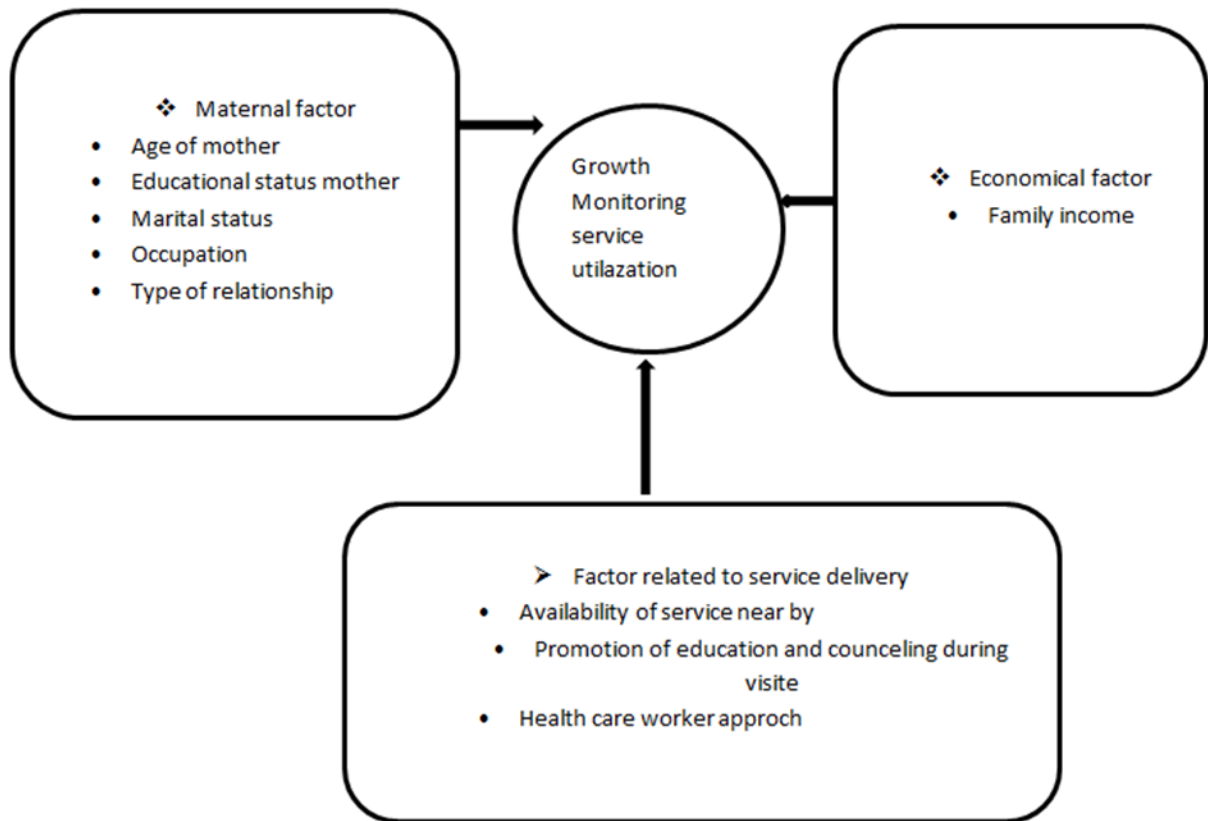 ❖ Maternal factor
• Age of mother
• Educational status mother
• Marital status
• Occupation
• Type of relationship
Growth
Monitoring
service
utilazation
❖ Economical factor
• Family income
➢ Factor related to service delivery
• Availability of service near by
• Promotion of education and counceling during
visite
• Health care worker approch